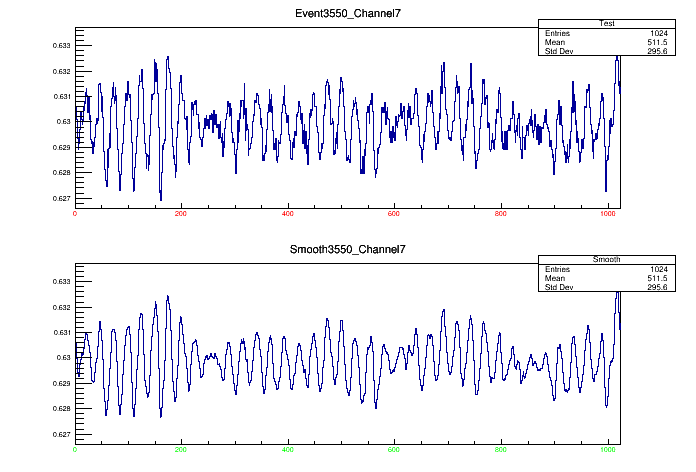 Event3550_Channel7
Test
Entries 1024
Mean 511.5
Std Dev 295.6
0.633
0.632
0.631
0.63
0.629
0.628
0.627
0 200 400 600 800 1000
Smooth3550_Channel7
Smooth
Entries 1024
Mean 511.5
Std Dev 295.6
0.633
0.632
0.631
0.63
0.629
0.628
0.627
0 200 400 600 800 1000